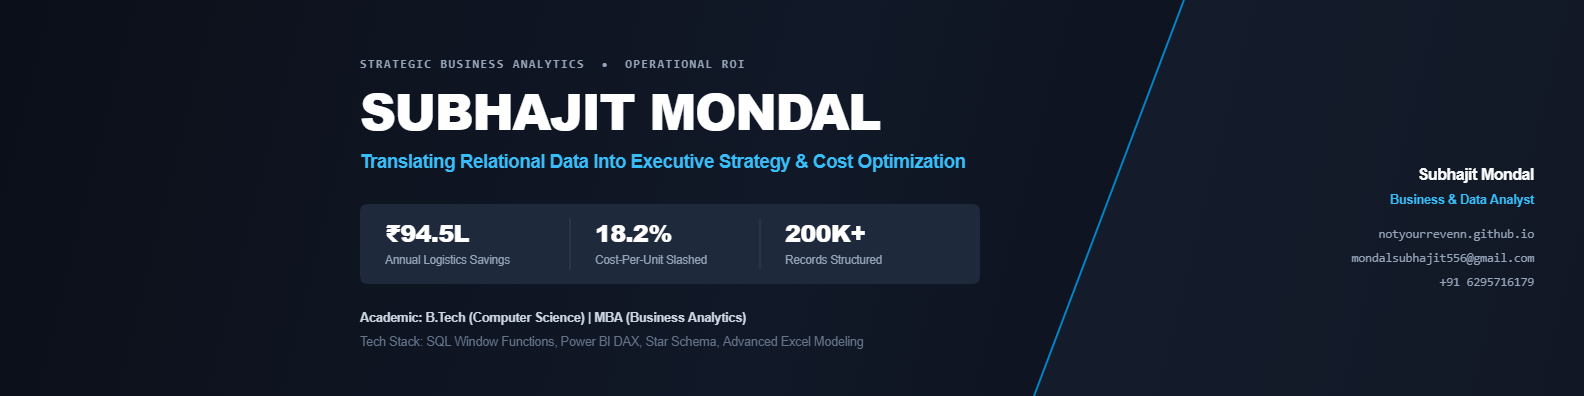 STRATEGIC BUSINESS ANALYTICS • OPERATIONAL ROI
SUBHAJIT MONDAL
Translating Relational Data Into Executive Strategy & Cost Optimization
₹94.5L
Annual Logistics Savings
18.2%
Cost-Per-Unit Slashed
200K+
Records Structured
Academic: B.Tech (Computer Science) | MBA (Business Analytics)
Tech Stack: SQL Window Functions, Power BI DAX, Star Schema, Advanced Excel Modeling
Subhajit Mondal
Business & Data Analyst
notyourrevenn.github.io
mondalsubhajit556@gmail.com
+91 6295716179